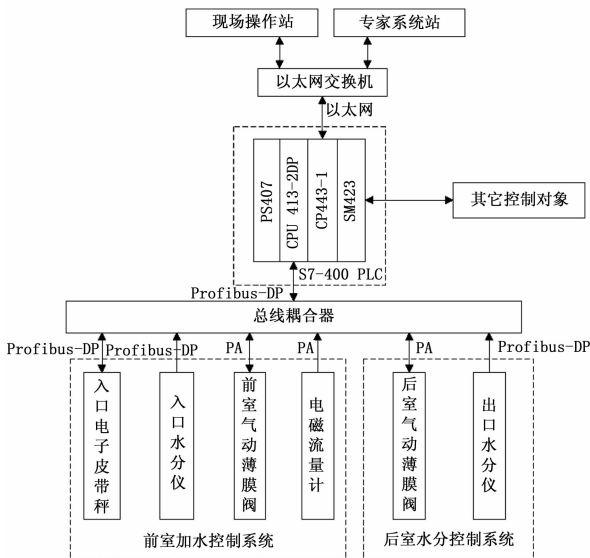 现场操作站
专家系统站
以太网交换机
以太网
PS407
CPU 413-2DP
CP443-1
SM423
其它控制对象
S7-400 PLC
Profibus-DP
总线耦合器
Profibus-DP
Profibus-DP
PA
PA
PA
Profibus-DP
入口电子皮带秤
入口水分仪
前室气动薄膜阀
电磁流量计
后室气动薄膜阀
出口水分仪
前室加水控制系统
后室水分控制系统